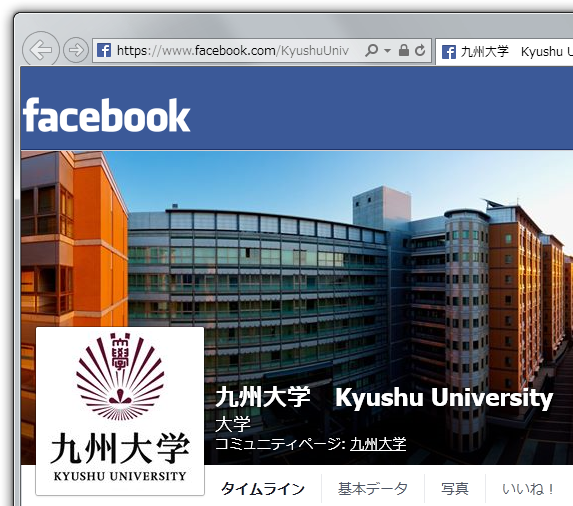 https://www.facebook.com/KyushuUniv
九州大学　Kyushu U
facebook
大學
九州大学
KYUSHU UNIVERSITY
九州大学　Kyushu University
大学
コミュニティページ: 九州大学
タイムライン 基本データ 写真 いいね！